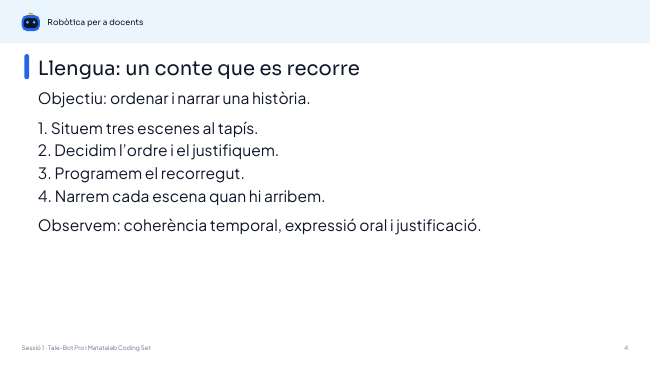 Robòtica per a docents
Llengua: un conte que es recorre
Objectiu: ordenar i narrar una història.
1. Situem tres escenes al tapís.
2. Decidim l’ordre i el justifiquem.
3. Programem el recorregut.
4. Narrem cada escena quan hi arribem.
Observem: coherència temporal, expressió oral i justificació.
Sessió 1 · Tale-Bot Pro i Matatalab Coding Set
4